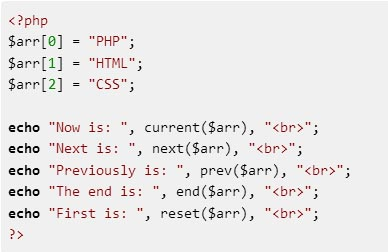 <?php
$arr[0] = "PHP";
$arr[1] = "HTML";
$arr[2] = "CSS";
echo "Now is: ", current($arr), "<br>";
echo "Next is: ", next($arr), "<br>";
echo "Previously is: ", prev($arr), "<br>";
echo "The end is: ", end($arr), "<br>";
echo "First is: ", reset($arr), "<br>";
?>